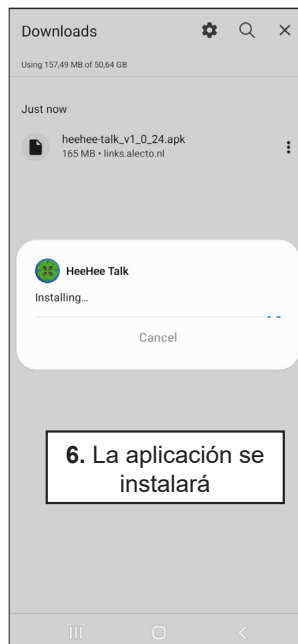 Downloads
Using 157,49 MB of 50,64 GB
Just now
heehee-talk_v1_0_24.apk
165 MB • links.alecto.nl
HeeHee Talk
Installing...
Cancel
6. La aplicación se
instalará